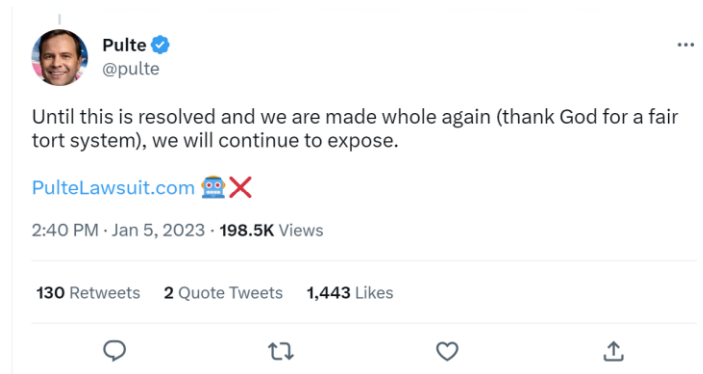 Pulte
@pulte
Until this is resolved and we are made whole again (thank God for a fair
tort system), we will continue to expose.
PulteLawsuit.com 🤖❌
2:40 PM · Jan 5, 2023 · 198.5K Views
130 Retweets 2 Quote Tweets 1,443 Likes